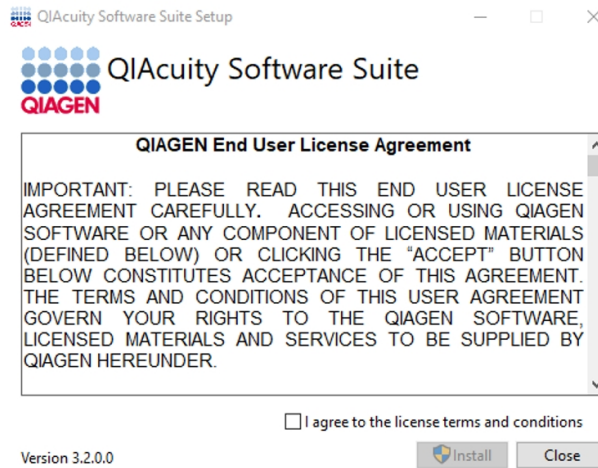 QIAcuity Software Suite Setup
QIAGEN
QIAcuity Software Suite
QIAGEN End User License Agreement
IMPORTANT: PLEASE READ THIS END USER LICENSE
AGREEMENT CAREFULLY. ACCESSING OR USING QIAGEN
SOFTWARE OR ANY COMPONENT OF LICENSED MATERIALS
(DEFINED BELOW) OR CLICKING THE “ACCEPT” BUTTON
BELOW CONSTITUTES ACCEPTANCE OF THIS AGREEMENT.
THE TERMS AND CONDITIONS OF THIS USER AGREEMENT
GOVERN YOUR RIGHTS TO THE QIAGEN SOFTWARE,
LICENSED MATERIALS AND SERVICES TO BE SUPPLIED BY
QIAGEN HEREUNDER.
I agree to the license terms and conditions
Version 3.2.0.0
Install
Close